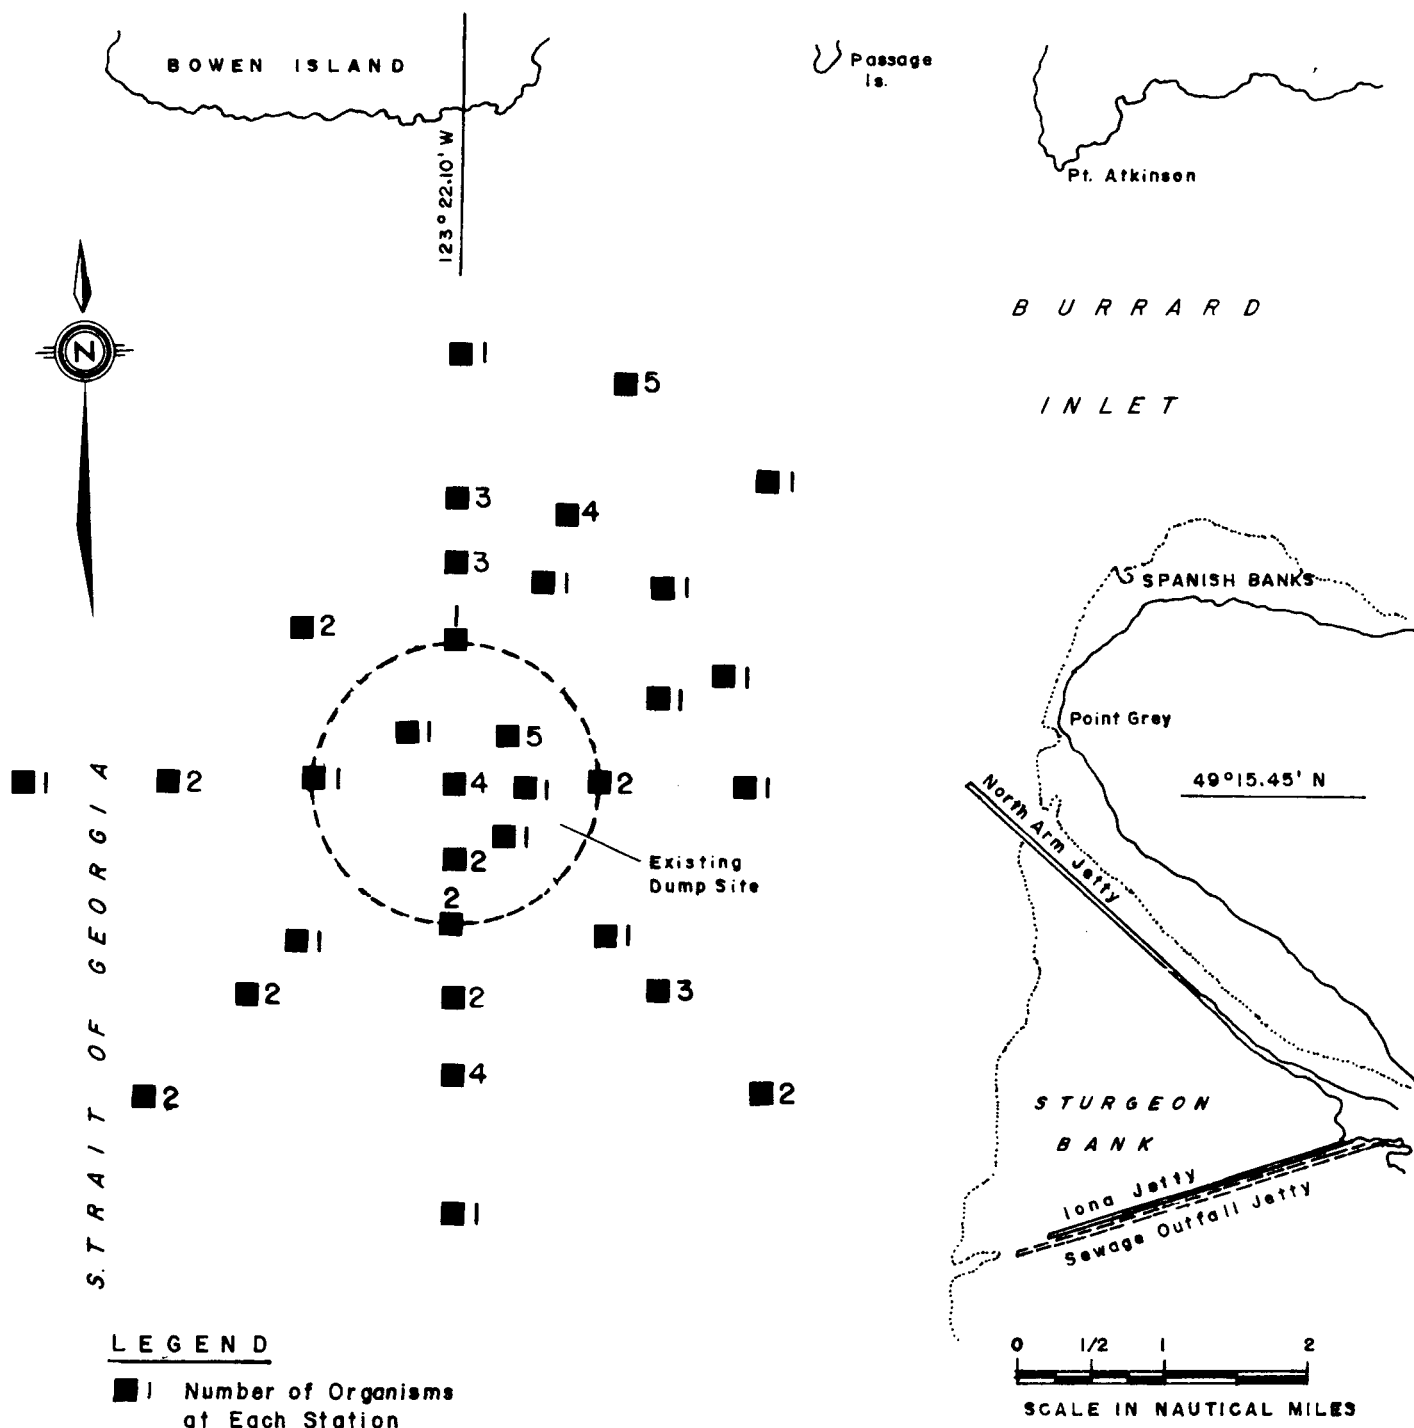 BOWEN ISLAND
Passage
Is.
Pt. Atkinson
123° 22.10' W
N
BURRARD
INLET
1
5
1
3
4
3
1
1
SPANISH BANKS
1
2
1
1
Point Grey
1
5
1
2
1
4
1
2
1
49° 15.45' N
North Arm Jetty
1
2
Existing
Dump Site
2
1
1
2
2
3
4
2
2
STRAIT OF GEORGIA
STURGEON
BANK
Iona Jetty
Sewage Outfall Jetty
1
LEGEND
1 Number of Organisms
at Each Station
0 1/2 1 2
SCALE IN NAUTICAL MILES